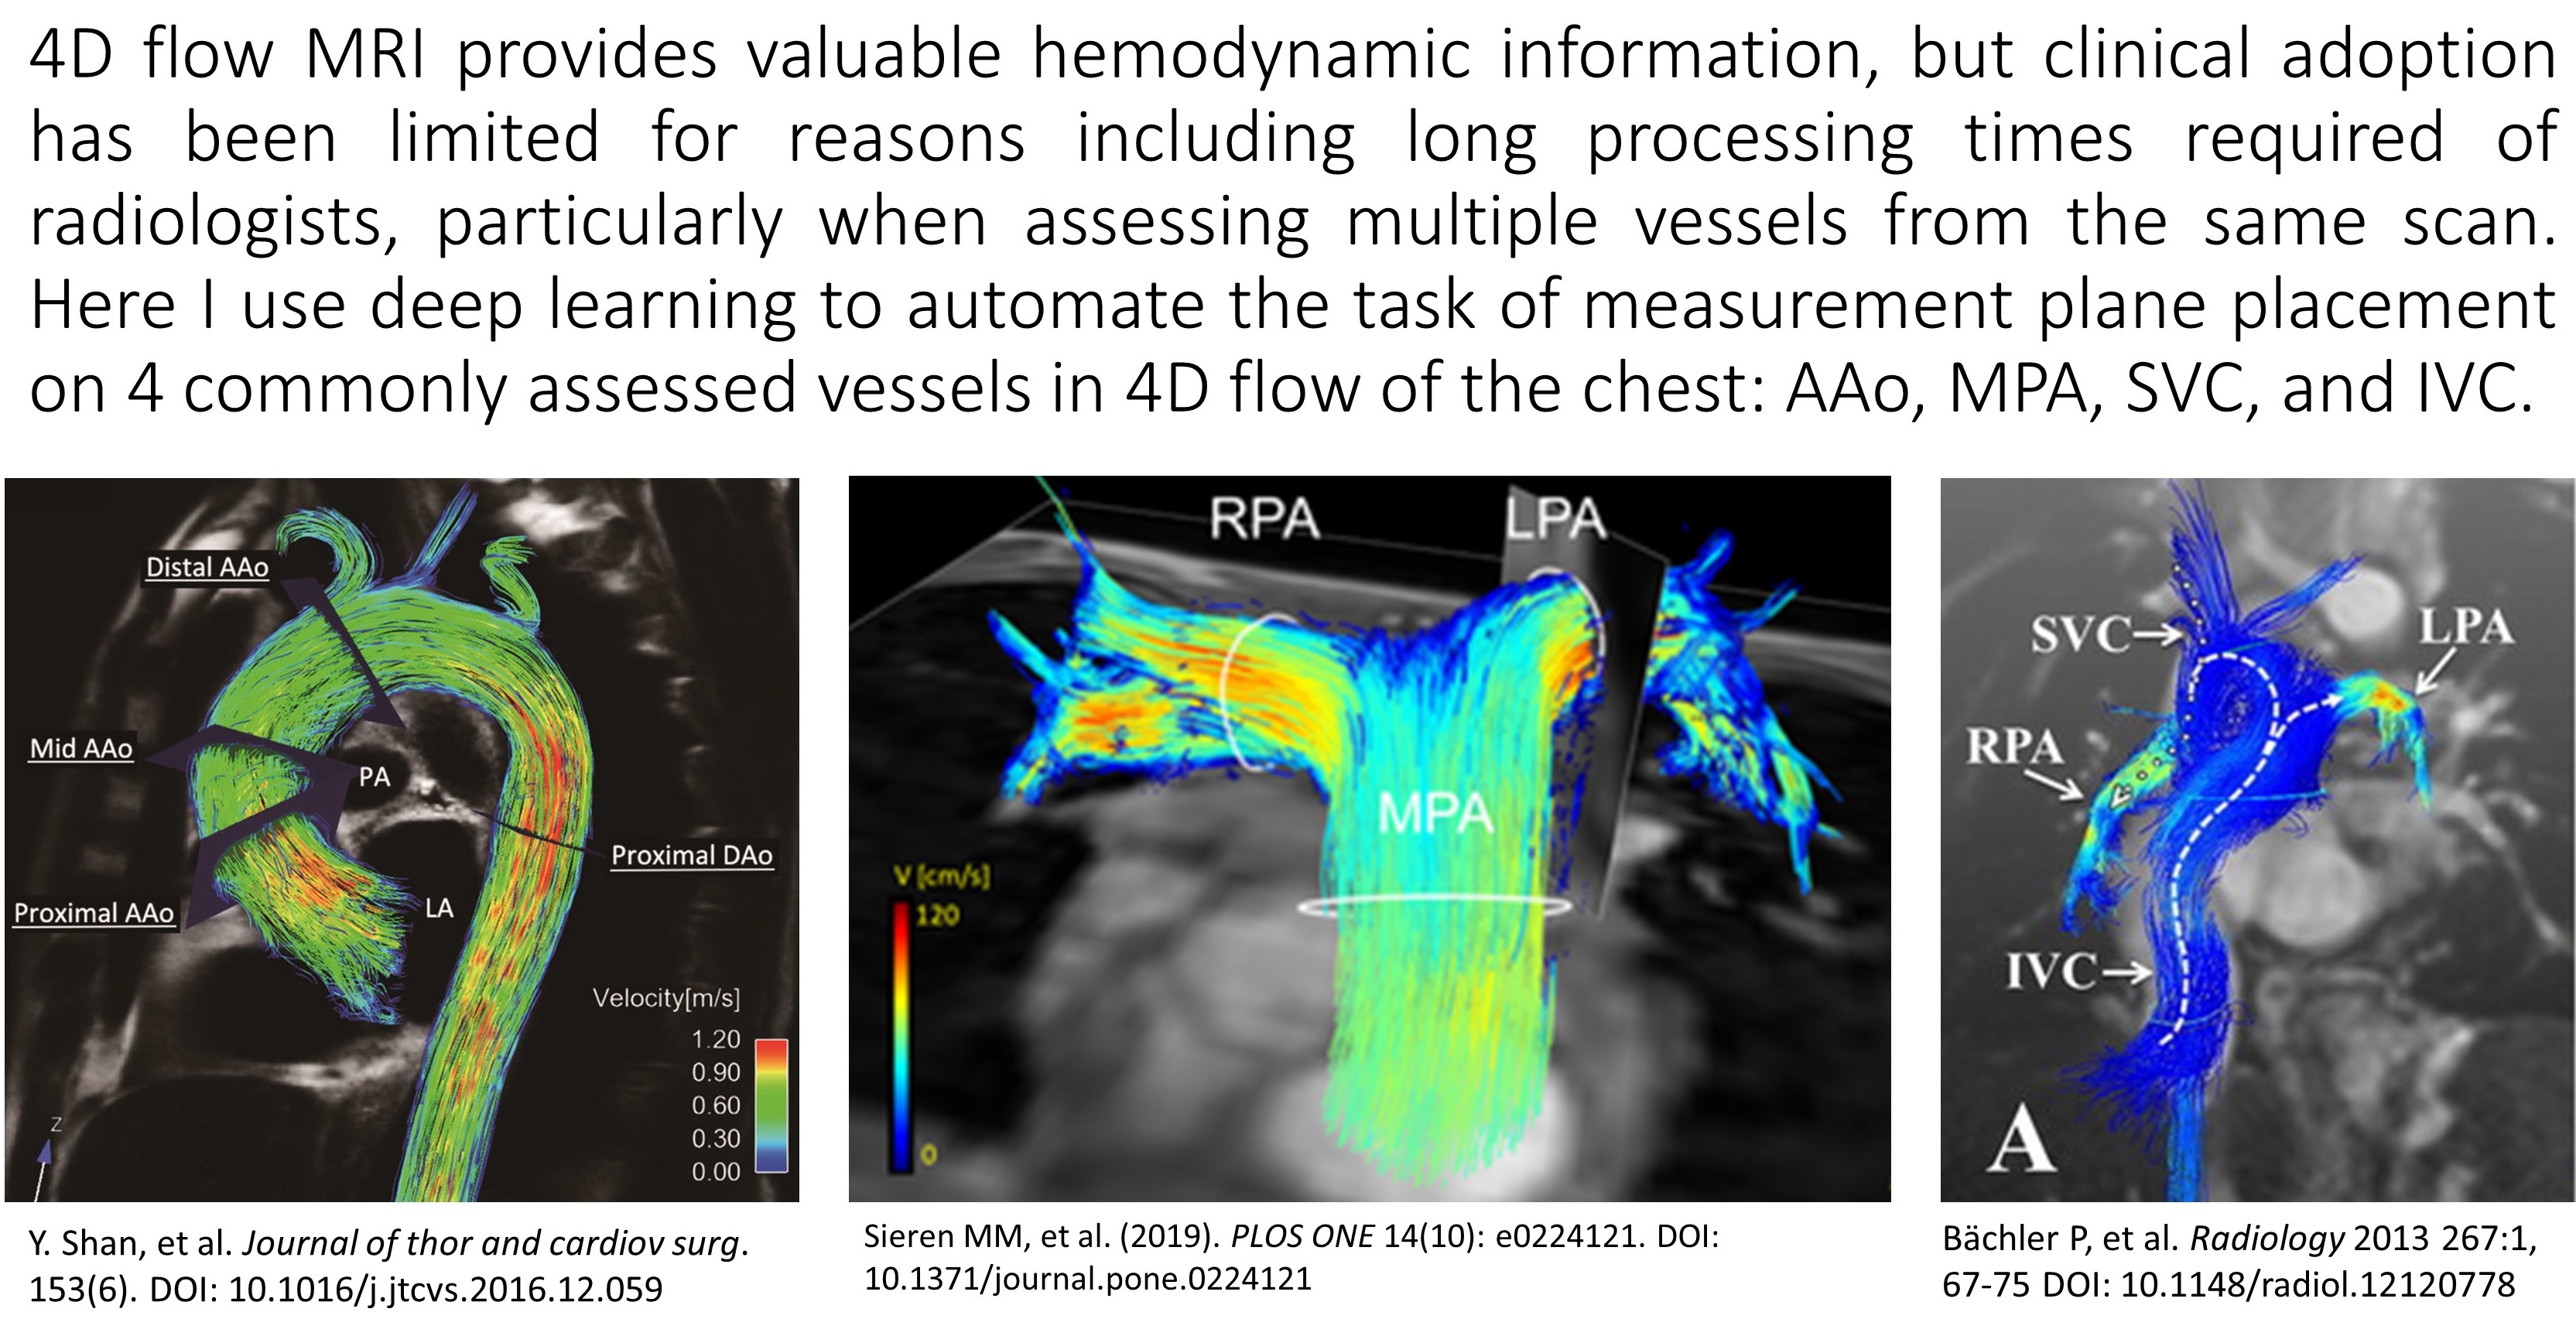 4D flow MRI provides valuable hemodynamic information, but clinical adoption
has been limited for reasons including long processing times required of
radiologists, particularly when assessing multiple vessels from the same scan.
Here I use deep learning to automate the task of measurement plane placement
on 4 commonly assessed vessels in 4D flow of the chest: AAo, MPA, SVC, and IVC.
Distal AAo
Mid AAo
PA
Proximal DAo
LA
Proximal AAo
Velocity[m/s]
1.20
0.90
0.60
0.30
0.00
Z
RPA
LPA
MPA
V [cm/s]
120
0
SVC
LPA
RPA
IVC
A
Y. Shan, et al. Journal of thor and cardiov surg.
153(6). DOI: 10.1016/j.jtcvs.2016.12.059
Sieren MM, et al. (2019). PLOS ONE 14(10): e0224121. DOI:
10.1371/journal.pone.0224121
Bächler P, et al. Radiology 2013 267:1,
67-75 DOI: 10.1148/radiol.12120778